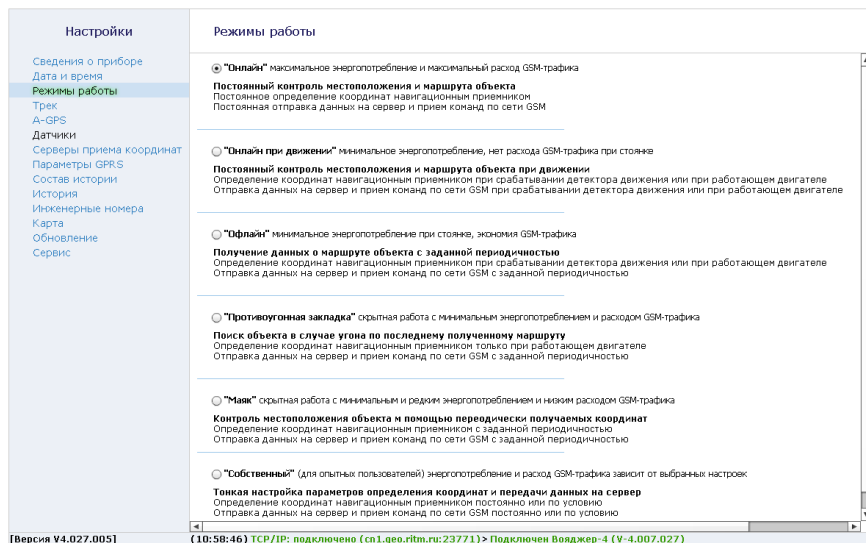 Настройки
Режимы работы
Сведения о приборе
Дата и время
Режимы работы
Трек
A-GPS
Датчики
Серверы приема координат
Параметры GPRS
Состав истории
История
Инженерные номера
Карта
Обновление
Сервис
"Онлайн" максимальное энергопотребление и максимальный расход GSM-трафика
Постоянный контроль местоположения и маршрута объекта
Постоянное определение координат навигационным приемником
Постоянная отправка данных на сервер и прием команд по сети GSM
"Онлайн при движении" минимальное энергопотребление, нет расхода GSM-трафика при стоянке
Постоянный контроль местоположения и маршрута объекта при движении
Определение координат навигационным приемником при срабатывании детектора движения или при работающем двигателе
Отправка данных на сервер и прием команд по сети GSM при срабатывании детектора движения или при работающем двигателе
"Офлайн" минимальное энергопотребление при стоянке, экономия GSM-трафика
Получение данных о маршруте объекта с заданной периодичностью
Определение координат навигационным приемником при срабатывании детектора движения или при работающем двигателе
Отправка данных на сервер и прием команд по сети GSM с заданной периодичностью
"Противоугонная закладка" скрытная работа с минимальным энергопотреблением и расходом GSM-трафика
Поиск объекта в случае угона по последнему полученному маршруту
Определение координат навигационным приемником только при работающем двигателе
Отправка данных на сервер и прием команд по сети GSM с заданной периодичностью
"Маяк" скрытная работа с минимальным и редким энергопотреблением и низким расходом GSM-трафика
Контроль местоположения объекта м помощью переодически получаемых координат
Определение координат навигационным приемником с заданной периодичностью
Отправка данных на сервер и прием команд по сети GSM с заданной периодичностью
"Собственный" (для опытных пользователей) энергопотребление и расход GSM-трафика зависит от выбранных настроек
Тонкая настройка параметров определения координат и передачи данных на сервер
Определение координат навигационным приемником постоянно или по условию
Отправка данных на сервер и прием команд по сети GSM постоянно или по условию
[Версия V4.027.005] (10:58:46) TCP/IP: подключено (cn1.geo.ritm.ru:23771)> Подключен Вояджер-4 (V-4.007.027)